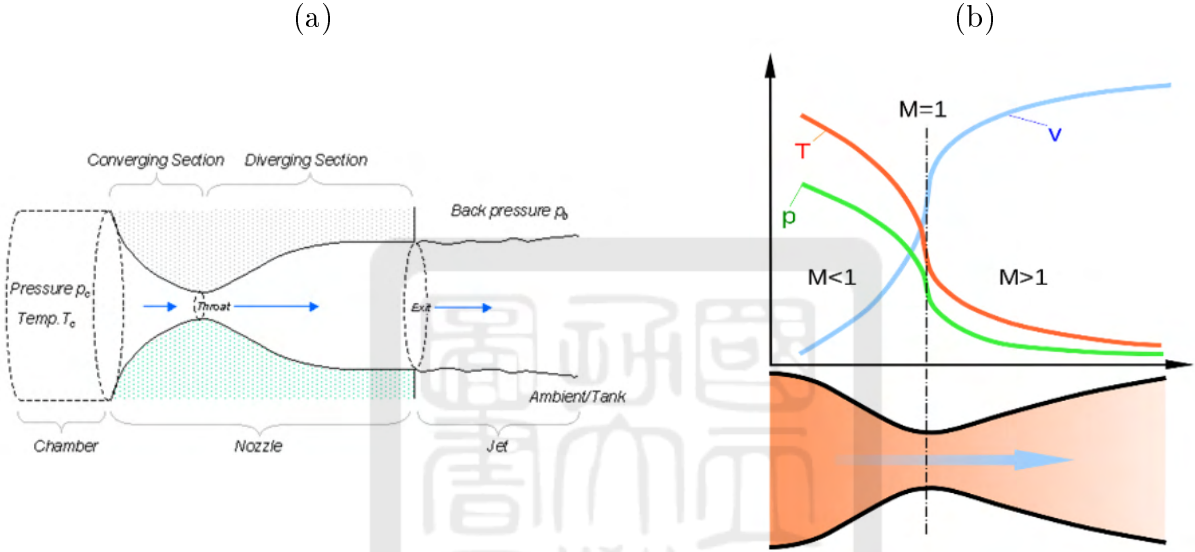 (a)
Converging Section
Diverging Section
Back pressure p_b
Pressure p_c
Temp. T_c
Throat
Exit
Ambient/Tank
Chamber
Nozzle
Jet
(b)
M=1
T
v
p
M<1
M>1